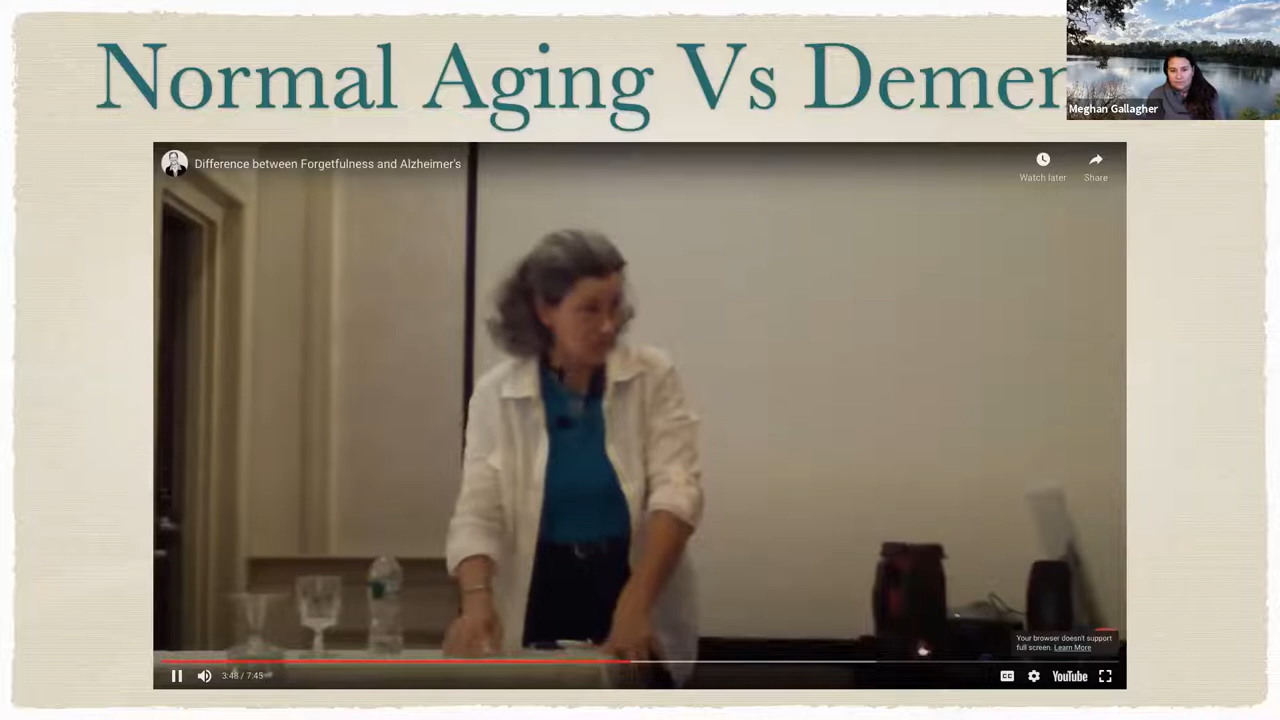 Normal Aging Vs Demen
Meghan Gallagher
Difference between Forgetfulness and Alzheimer's
Watch later
Share
Your browser doesn't support
full screen. Learn More
3:48 / 7:45
CC
YouTube